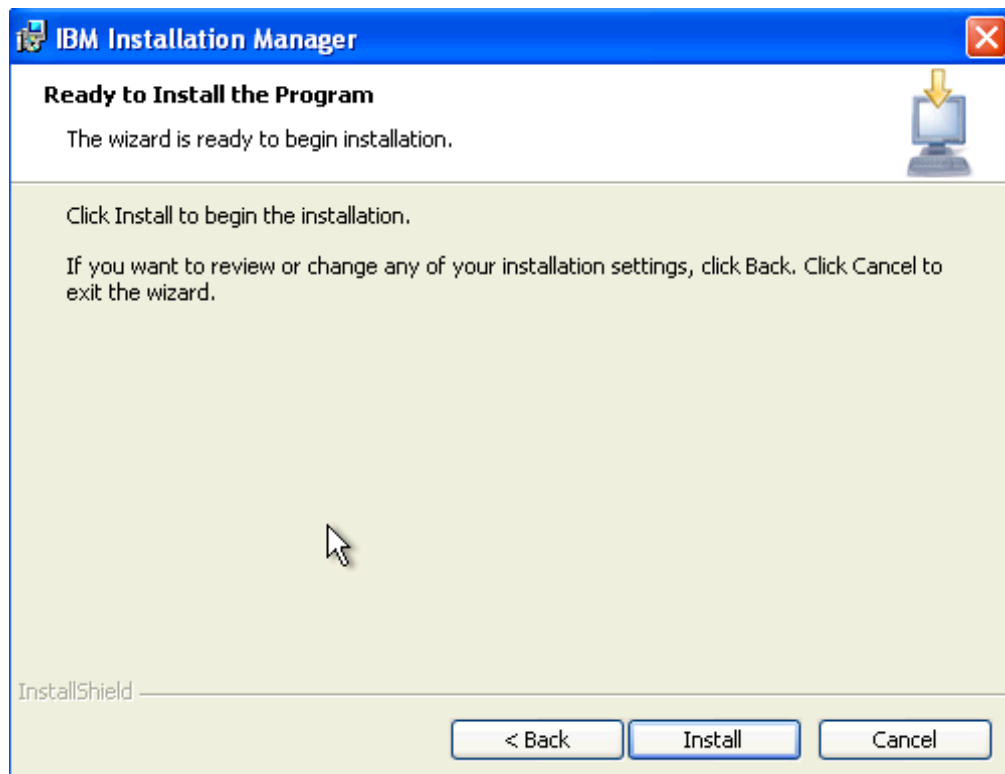 IBM Installation Manager
Ready to Install the Program
The wizard is ready to begin installation.
Click Install to begin the installation.
If you want to review or change any of your installation settings, click Back. Click Cancel to
exit the wizard.
InstallShield
< Back
Install
Cancel